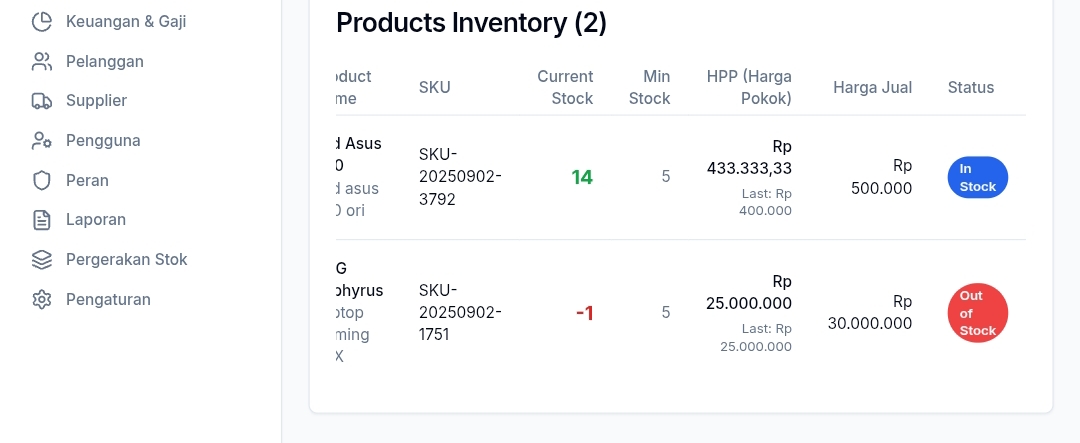 Keuangan & Gaji
Pelanggan
Supplier
Pengguna
Peran
Laporan
Pergerakan Stok
Pengaturan
Products Inventory (2)
oduct
me
SKU
Current
Stock
Min
Stock
HPP (Harga
Pokok)
Harga Jual
Status
d Asus
0
d asus
0 ori
SKU-
20250902-
3792
14
5
Rp
433.333,33
Last: Rp
400.000
Rp
500.000
In
Stock
G
phyrus
ptop
ming
X
SKU-
20250902-
1751
-1
5
Rp
25.000.000
Last: Rp
25.000.000
Rp
30.000.000
Out
of
Stock